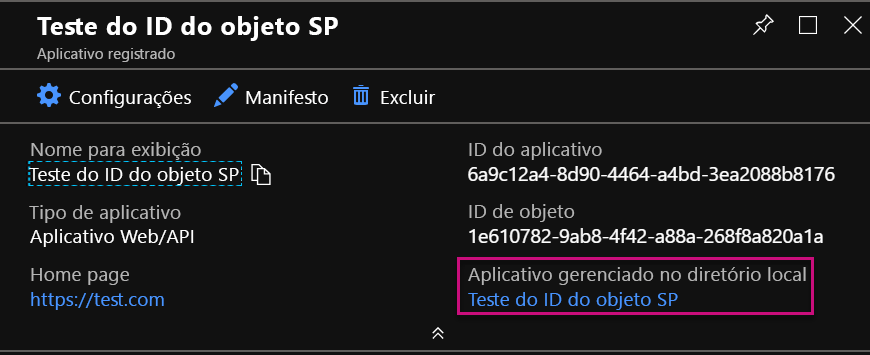 Teste do ID do objeto SP
Aplicativo registrado
Configurações Manifesto Excluir
Nome para exibição
Teste do ID do objeto SP
Tipo de aplicativo
Aplicativo Web/API
Home page
https://test.com
ID do aplicativo
6a9c12a4-8d90-4464-a4bd-3ea2088b8176
ID de objeto
1e610782-9ab8-4f42-a88a-268f8a820a1a
Aplicativo gerenciado no diretório local
Teste do ID do objeto SP